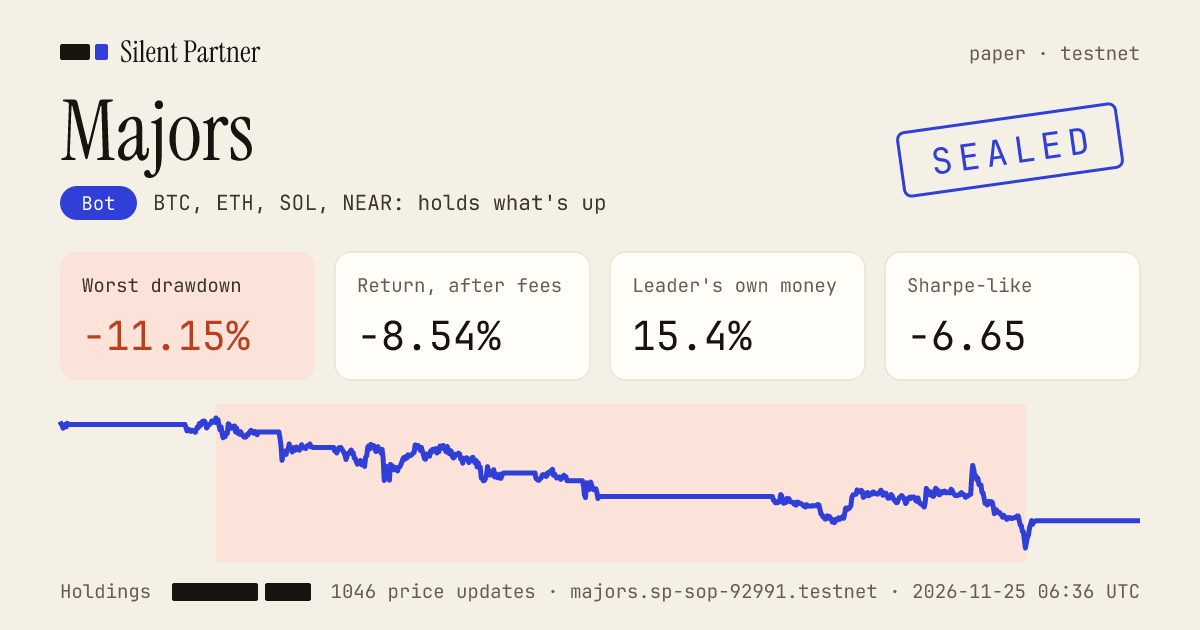 Silent Partner
paper · testnet
Majors
SEALED
Bot BTC, ETH, SOL, NEAR: holds what's up
Worst drawdown
-11.15%
Return, after fees
-8.54%
Leader's own money
15.4%
Sharpe-like
-6.65
Holdings 1046 price updates · majors.sp-sop-92991.testnet · 2026-11-25 06:36 UTC